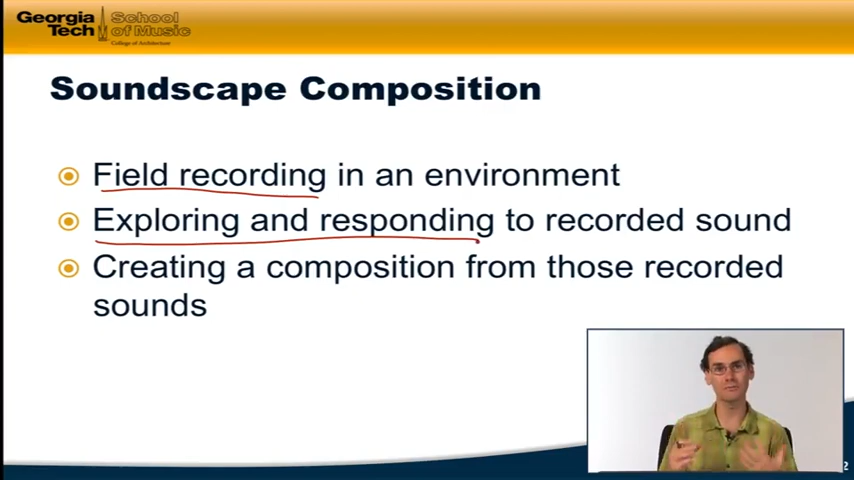 Georgia Tech School of Music
College of Architecture
Soundscape Composition
Field recording in an environment
Exploring and responding to recorded sound
Creating a composition from those recorded
sounds
2